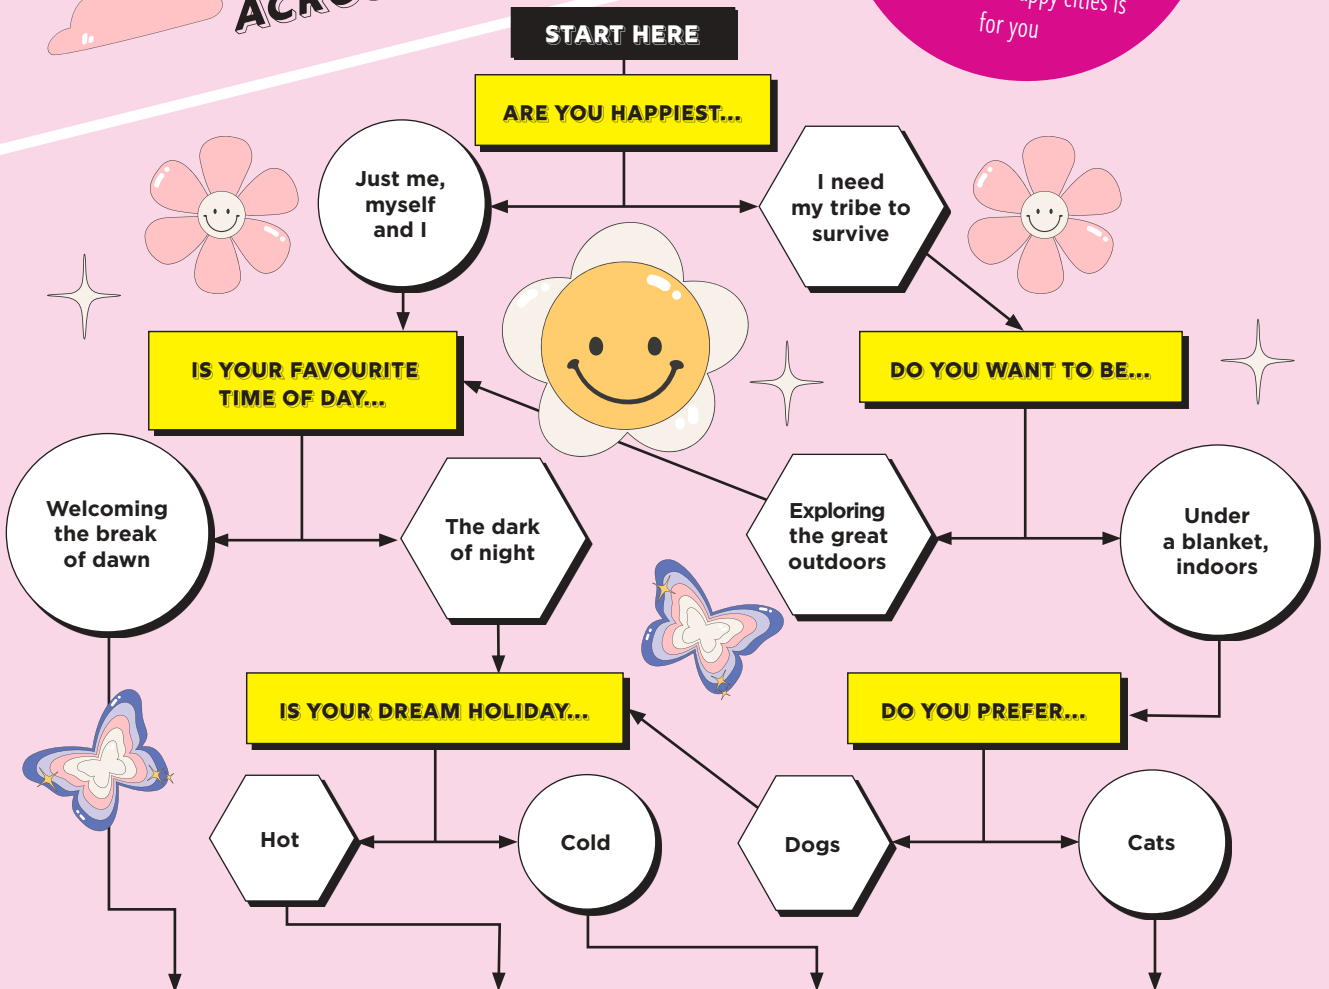 START HERE
cities is
for you
ARE YOU HAPPIEST...
Just me,
myself
and I
I need
my tribe to
survive
IS YOUR FAVOURITE
TIME OF DAY...
DO YOU WANT TO BE...
Welcoming
the break
of dawn
The dark
of night
Exploring
the great
outdoors
Under
a blanket,
indoors
IS YOUR DREAM HOLIDAY...
DO YOU PREFER...
Hot
Cold
Dogs
Cats